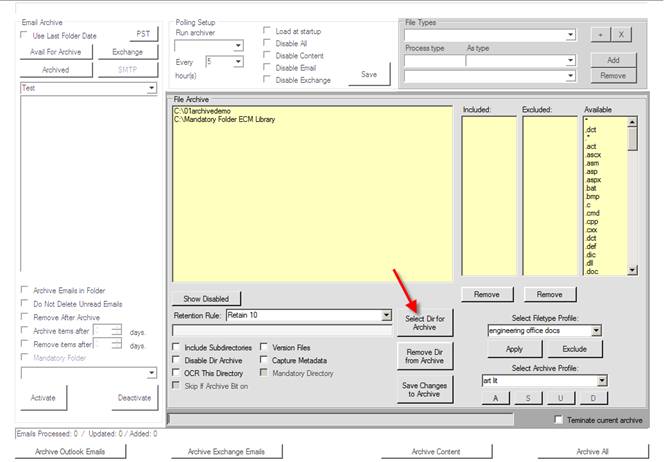 Email Archive
Use Last Folder Date
PST
Avail For Archive
Exchange
Archived
SMTP
Test
Archive Emails in Folder
Do Not Delete Unread Emails
Remove After Archive
Archive items after
days.
Remove items after
days.
Mandatory Folder
Activate
Deactivate
Polling Setup
Run archiver
Every
5
hour(s)
Load at startup
Disable All
Disable Content
Disable Email
Disable Exchange
Save
File Types
+
X
Process type
As type
Add
Remove
File Archive
C:\01archivedemo
C:\Mandatory Folder ECM Library
Included:
Excluded:
Available
.dct
.act
.ascx
.asm
.asp
.aspx
.bat
.bmp
.c
.cmd
.cpp
.cxx
.dct
.def
.dic
.dll
.doc
Show Disabled
Retention Rule:
Retain 10
Select Dir for
Archive
Remove
Remove
Select Filetype Profile:
engineering office docs
Apply
Exclude
Include Subdirectories
Version Files
Disable Dir Archive
Capture Metadata
OCR This Directory
Mandatory Directory
Skip If Archive Bit on
Remove Dir
from Archive
Save Changes
to Archive
Select Archive Profile:
art lit
A
S
U
D
Teminate current archive
Emails Processed: 0 / Updated: 0 / Added: 0
Archive Outlook Emails
Archive Exchange Emails
Archive Content
Archive All